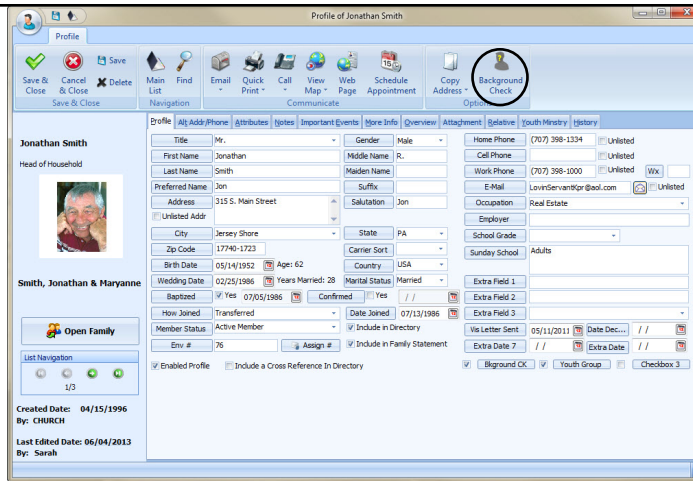 Profile of Jonathan Smith
Profile
Save & Close
Cancel & Close
Save
Delete
Main List
Find
Email
Quick Print
Call
View Map
Web Page
15
Schedule Appointment
Copy Address
Background Check
Save & Close
Navigation
Communicate
Options
Profile Alt Addr/Phone Attributes Notes Important Events More Info Overview Attachment Relative Youth Minstry History
Jonathan Smith
Head of Household
Smith, Jonathan & Maryanne
Open Family
List Navigation
1/3
Created Date: 04/15/1996
By: CHURCH
Last Edited Date: 06/04/2013
By: Sarah
Title Mr. Gender Male Home Phone (707) 398-1334 Unlisted
First Name Jonathan Middle Name R. Cell Phone Unlisted
Last Name Smith Maiden Name Work Phone (707) 398-1000 Unlisted Wx
Preferred Name Jon Suffix E-Mail LovinServantKpr@aol.com Unlisted
Address 315 S. Main Street Salutation Jon Occupation Real Estate
Unlisted Addr Employer
City Jersey Shore State PA School Grade
Zip Code 17740-1723 Carrier Sort Sunday School Adults
Birth Date 05/14/1952 Age: 62 Country USA
Wedding Date 02/25/1986 Years Married: 28 Marital Status Married Extra Field 1
Baptized Yes 07/05/1986 Confirmed Yes / / Extra Field 2
How Joined Transferred Date Joined 07/13/1986 Extra Field 3
Member Status Active Member Include in Directory Vis Letter Sent 05/11/2011 Date Dec... / /
Env # 76 Assign # Include in Family Statement Extra Date 7 / / Extra Date / /
Enabled Profile Include a Cross Reference In Directory Bkground CK Youth Group Checkbox 3